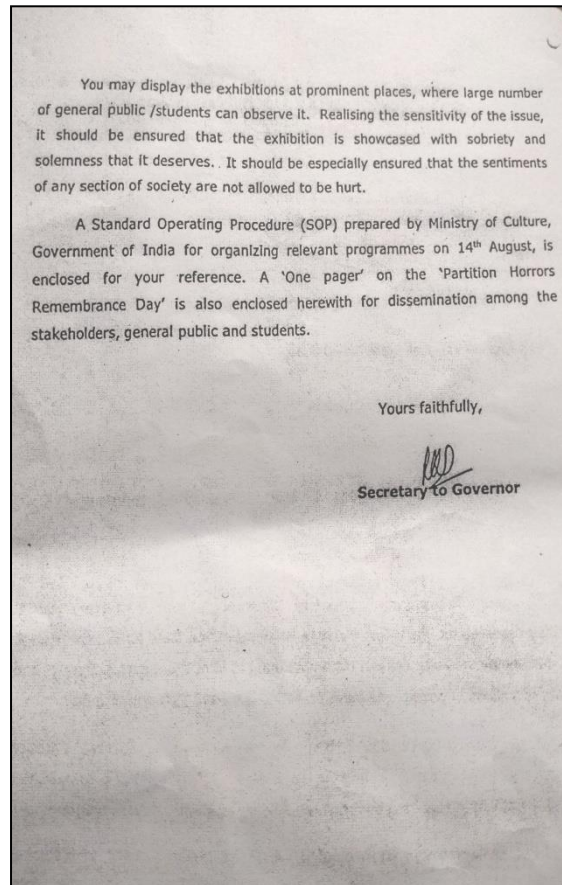 You may display the exhibitions at prominent places, where large number
of general public /students can observe it. Realising the sensitivity of the issue,
it should be ensured that the exhibition is showcased with sobriety and
solemness that it deserves. . It should be especially ensured that the sentiments
of any section of society are not allowed to be hurt.
A Standard Operating Procedure (SOP) prepared by Ministry of Culture,
Government of India for organizing relevant programmes on 14th August, is
enclosed for your reference. A 'One pager' on the 'Partition Horrors
Remembrance Day' is also enclosed herewith for dissemination among the
stakeholders, general public and students.
Yours faithfully,
Secretary to Governor